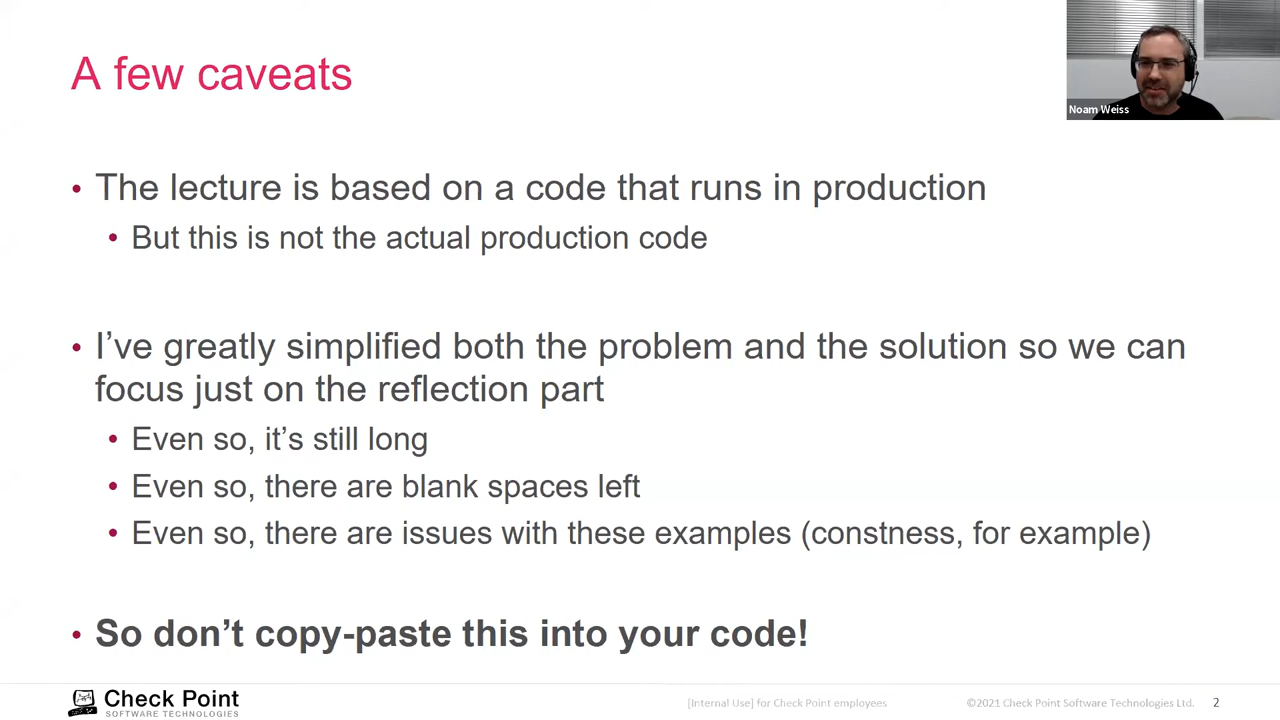 A few caveats
Noam Weiss
• The lecture is based on a code that runs in production
• But this is not the actual production code
• I’ve greatly simplified both the problem and the solution so we can
focus just on the reflection part
• Even so, it’s still long
• Even so, there are blank spaces left
• Even so, there are issues with these examples (constness, for example)
• So don’t copy-paste this into your code!
Check Point
SOFTWARE TECHNOLOGIES
[Internal Use] for Check Point employees
©2021 Check Point Software Technologies Ltd.
2